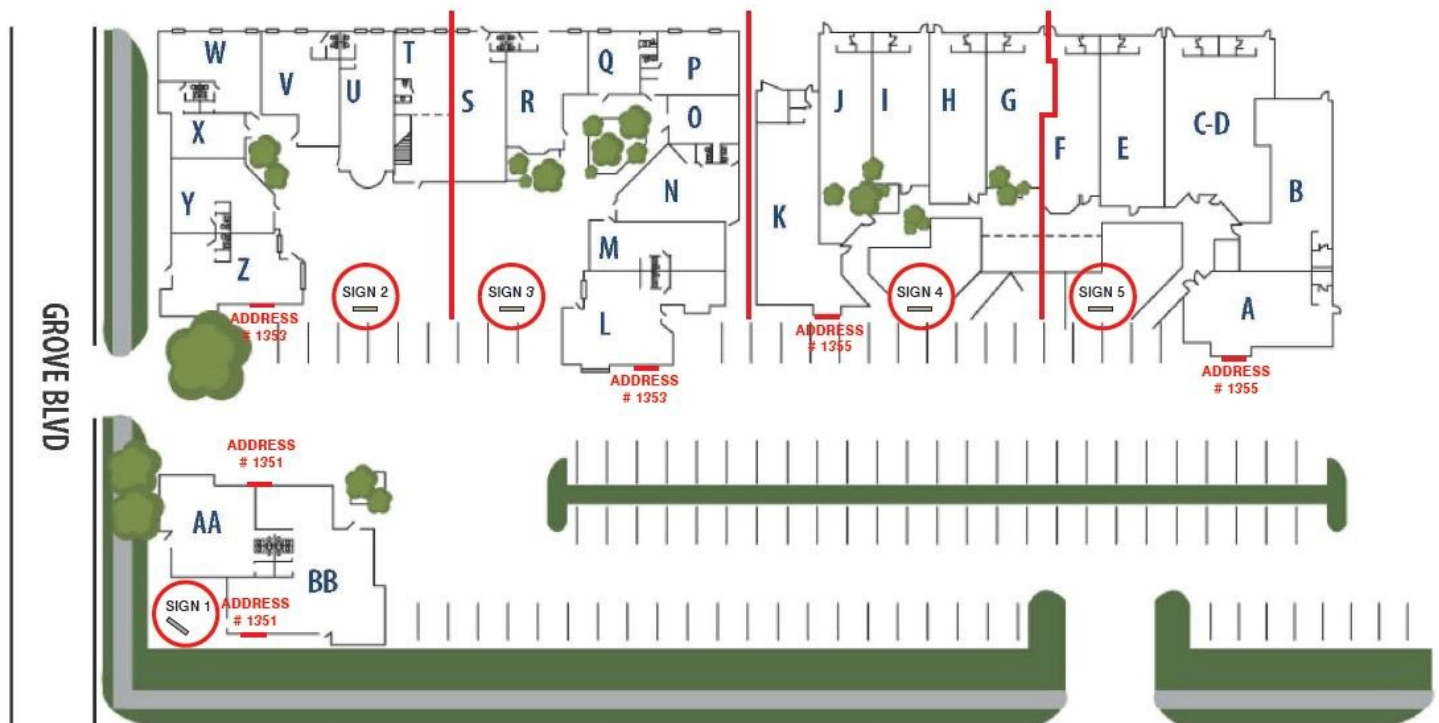 W
V
U
T
S
R
Q
P
O
X
Y
Z
N
M
L
K
J
I
H
G
F
E
C-D
B
A
SIGN 2
SIGN 3
SIGN 4
SIGN 5
ADDRESS
# 1353
ADDRESS
# 1353
ADDRESS
# 1355
ADDRESS
# 1355
GROVE BLVD
ADDRESS
# 1351
AA
BB
SIGN 1
ADDRESS
# 1351